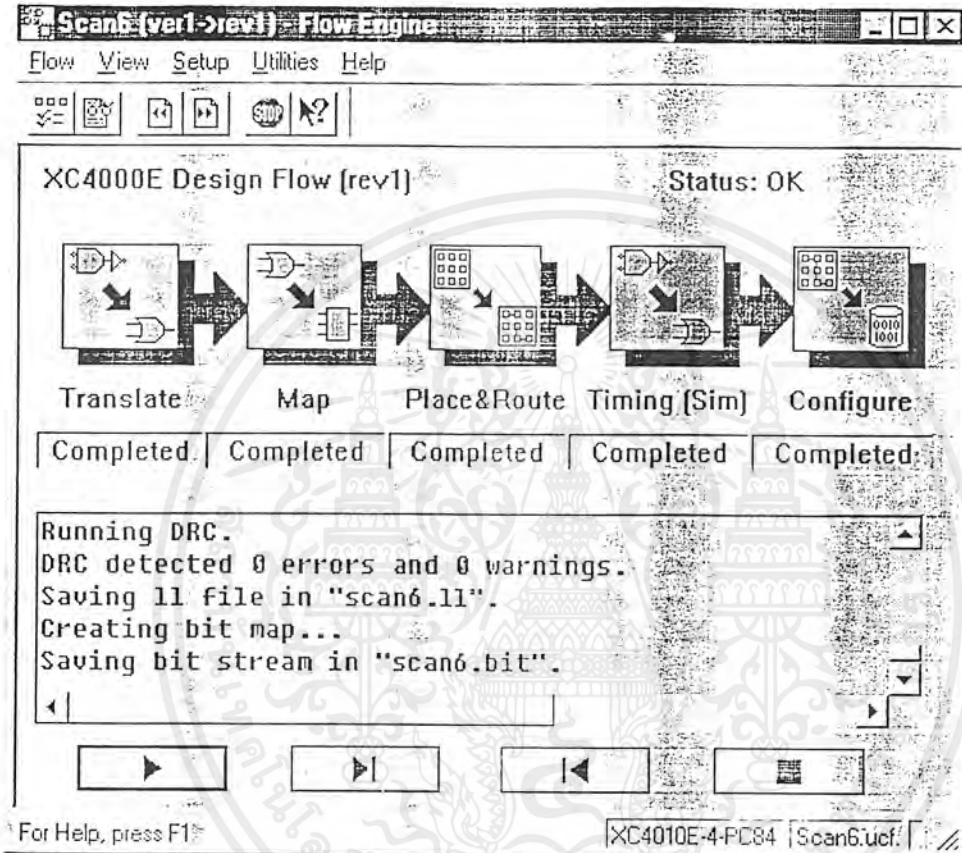 Scan6 (ver1->rev1) - Flow Engine
Flow View Setup Utilities Help
STOP
XC4000E Design Flow (rev1)
Status: OK
0010
1001
Translate Map Place&Route Timing (Sim) Configure
Completed Completed Completed Completed Completed
Running DRC.
DRC detected 0 errors and 0 warnings.
Saving ll file in "scan6.ll".
Creating bit map...
Saving bit stream in "scan6.bit".
For Help, press F1
XC4010E-4-PC84 Scan6.ucf